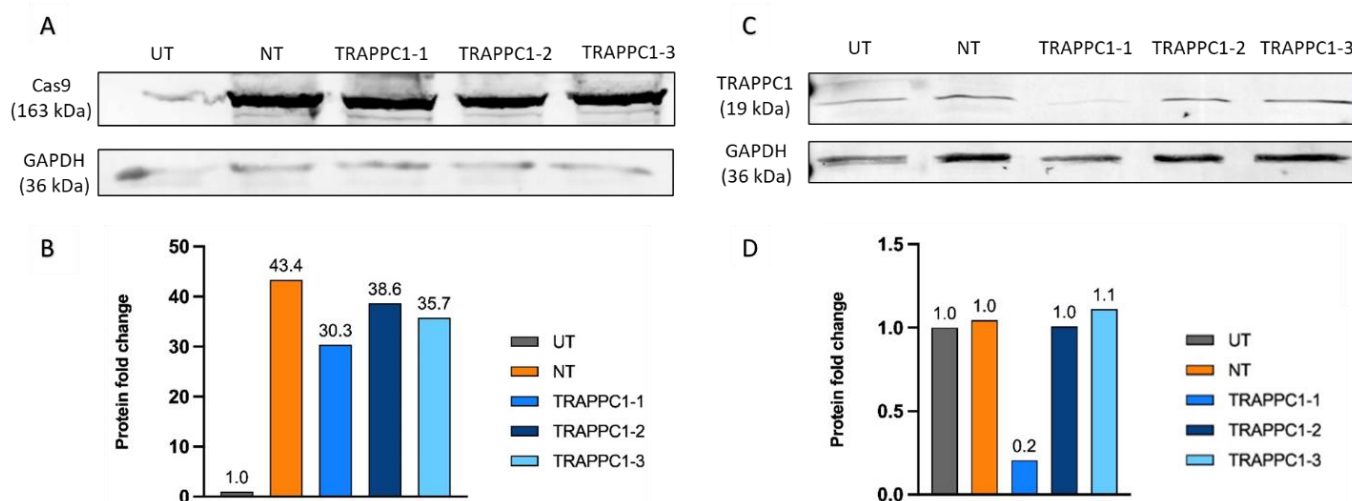 A
UT NT TRAPPC1-1 TRAPPC1-2 TRAPPC1-3
Cas9
(163 kDa)
GAPDH
(36 kDa)
B
Protein fold change
50
40
30
20
10
0
1.0
43.4
30.3
38.6
35.7
UT
NT
TRAPPC1-1
TRAPPC1-2
TRAPPC1-3
C
UT NT TRAPPC1-1 TRAPPC1-2 TRAPPC1-3
TRAPPC1
(19 kDa)
GAPDH
(36 kDa)
D
Protein fold change
1.5
1.0
0.5
0.0
1.0
1.0
0.2
1.0
1.1
UT
NT
TRAPPC1-1
TRAPPC1-2
TRAPPC1-3